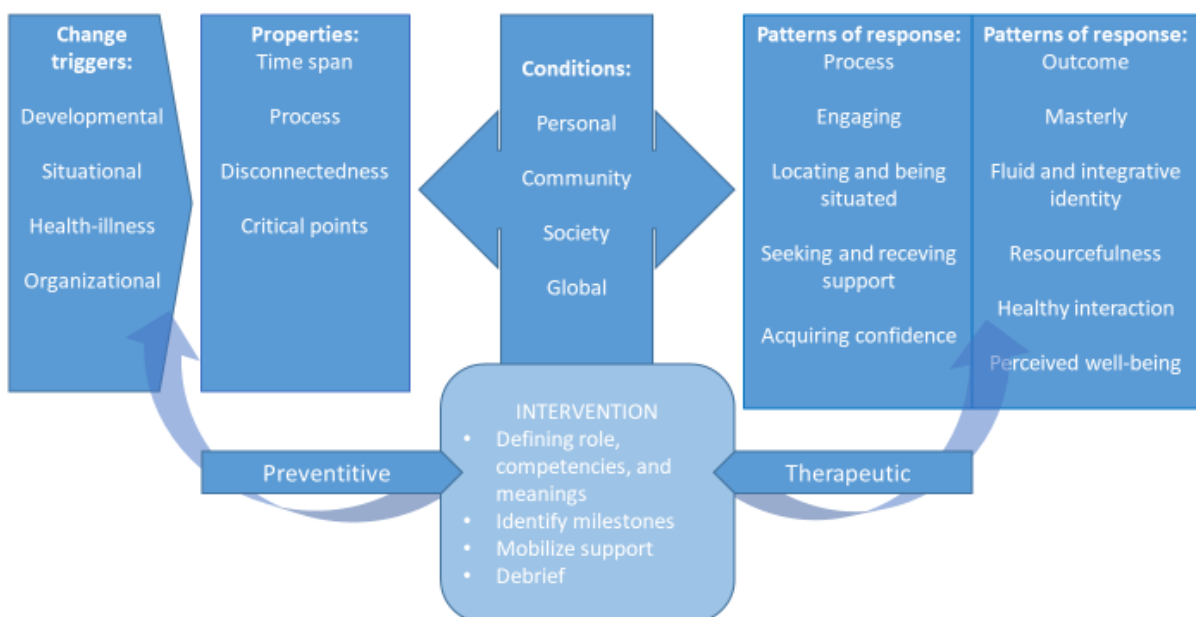 Change
triggers:
Developmental
Situational
Health-illness
Organizational
Properties:
Time span
Process
Disconnectedness
Critical points
Conditions:
Personal
Community
Society
Global
Patterns of response:
Process
Engaging
Locating and being
situated
Seeking and receving
support
Acquiring confidence
Patterns of response:
Outcome
Masterly
Fluid and integrative
identity
Resourcefulness
Healthy interaction
Perceived well-being
Preventitive
INTERVENTION
• Defining role,
competencies, and
meanings
• Identify milestones
• Mobilize support
• Debrief
Therapeutic